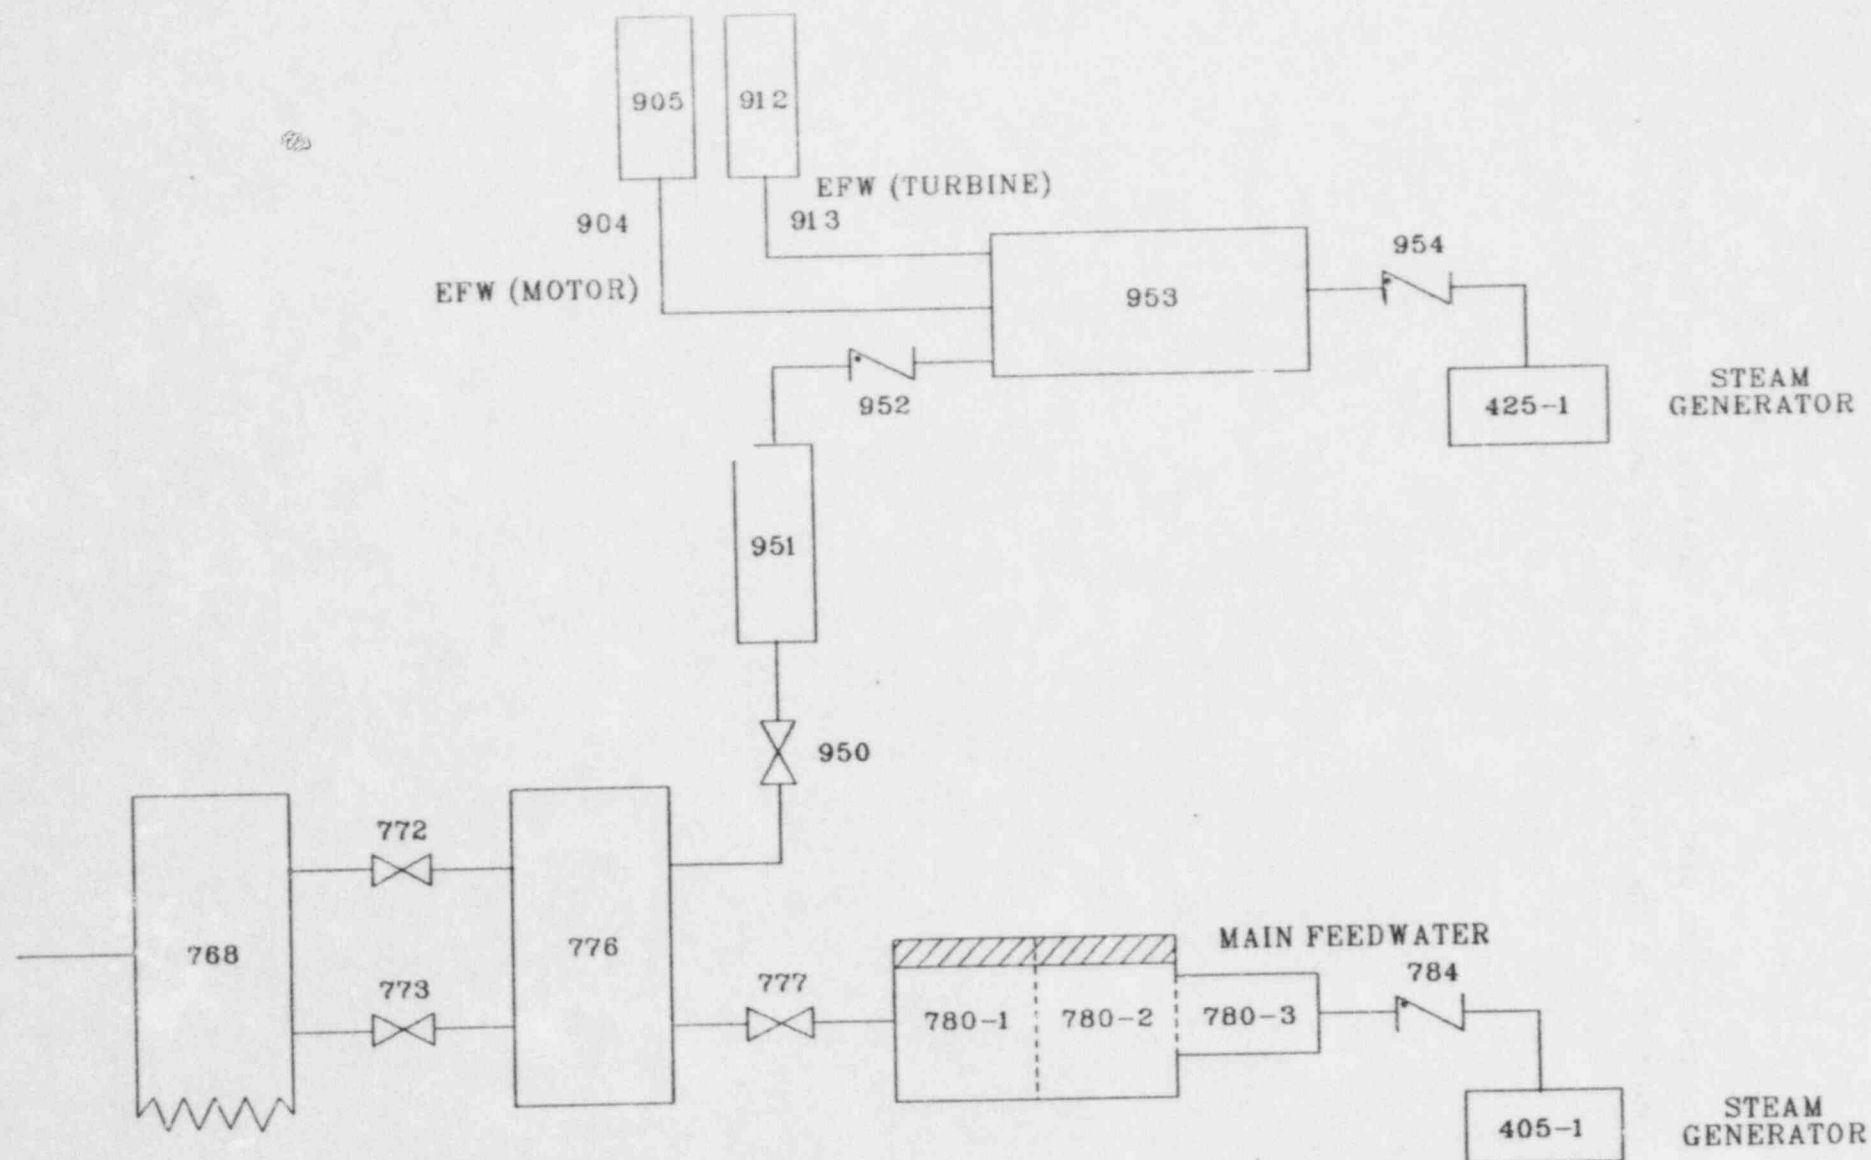 905
912
EFW (TURBINE)
904
913
954
EFW (MOTOR)
953
952
425-1
STEAM
GENERATOR
951
950
772
768
776
MAIN FEEDWATER
773
777
784
780-1
780-2
780-3
405-1
STEAM
GENERATOR